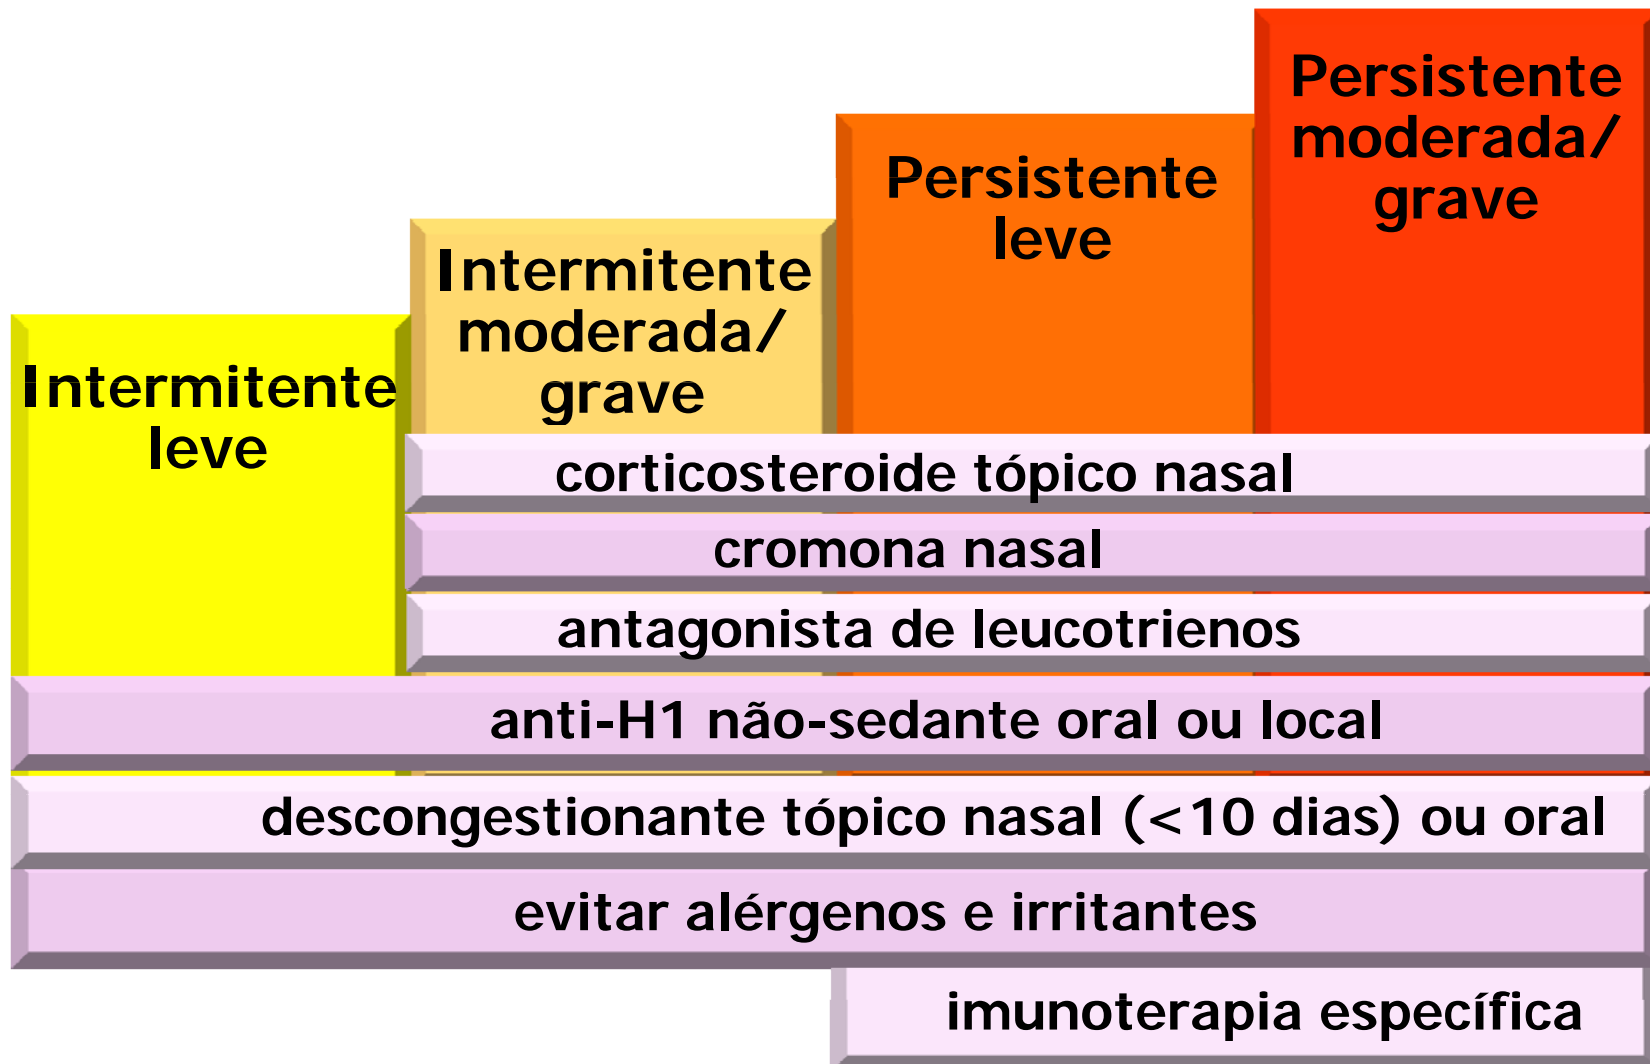 Intermitente
leve
Intermitente
moderada/
grave
Persistente
leve
Persistente
moderada/
grave
corticosteroide tópico nasal
cromona nasal
antagonista de leucotrienos
anti-H1 não-sedante oral ou local
descongestionante tópico nasal (<10 dias) ou oral
evitar alérgenos e irritantes
imunoterapia específica